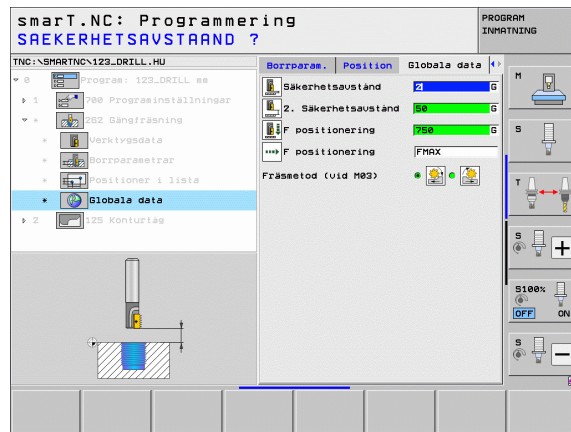 smarT.NC: Programmering
SAEKERHETSAVSTAAND ?
PROGRAM
INMATNING
TNC:\SMARTNC\123_DRILL.HU
0 Program: 123_DRILL mm
1 700 Programinställningar
* 262 Gängfräsning
* Verktygsdata
* Borrparametrar
* Positioner i lista
* Globala data
2 125 Konturtåg
Borrparam. Position Globala data
Säkerhetsavstånd 2 G
2. Säkerhetsavstånd 50 G
F positionering 750 G
F positionering FMAX
Fräsmetod (vid M03)
M
S
T
S
S100%
OFF ON
S